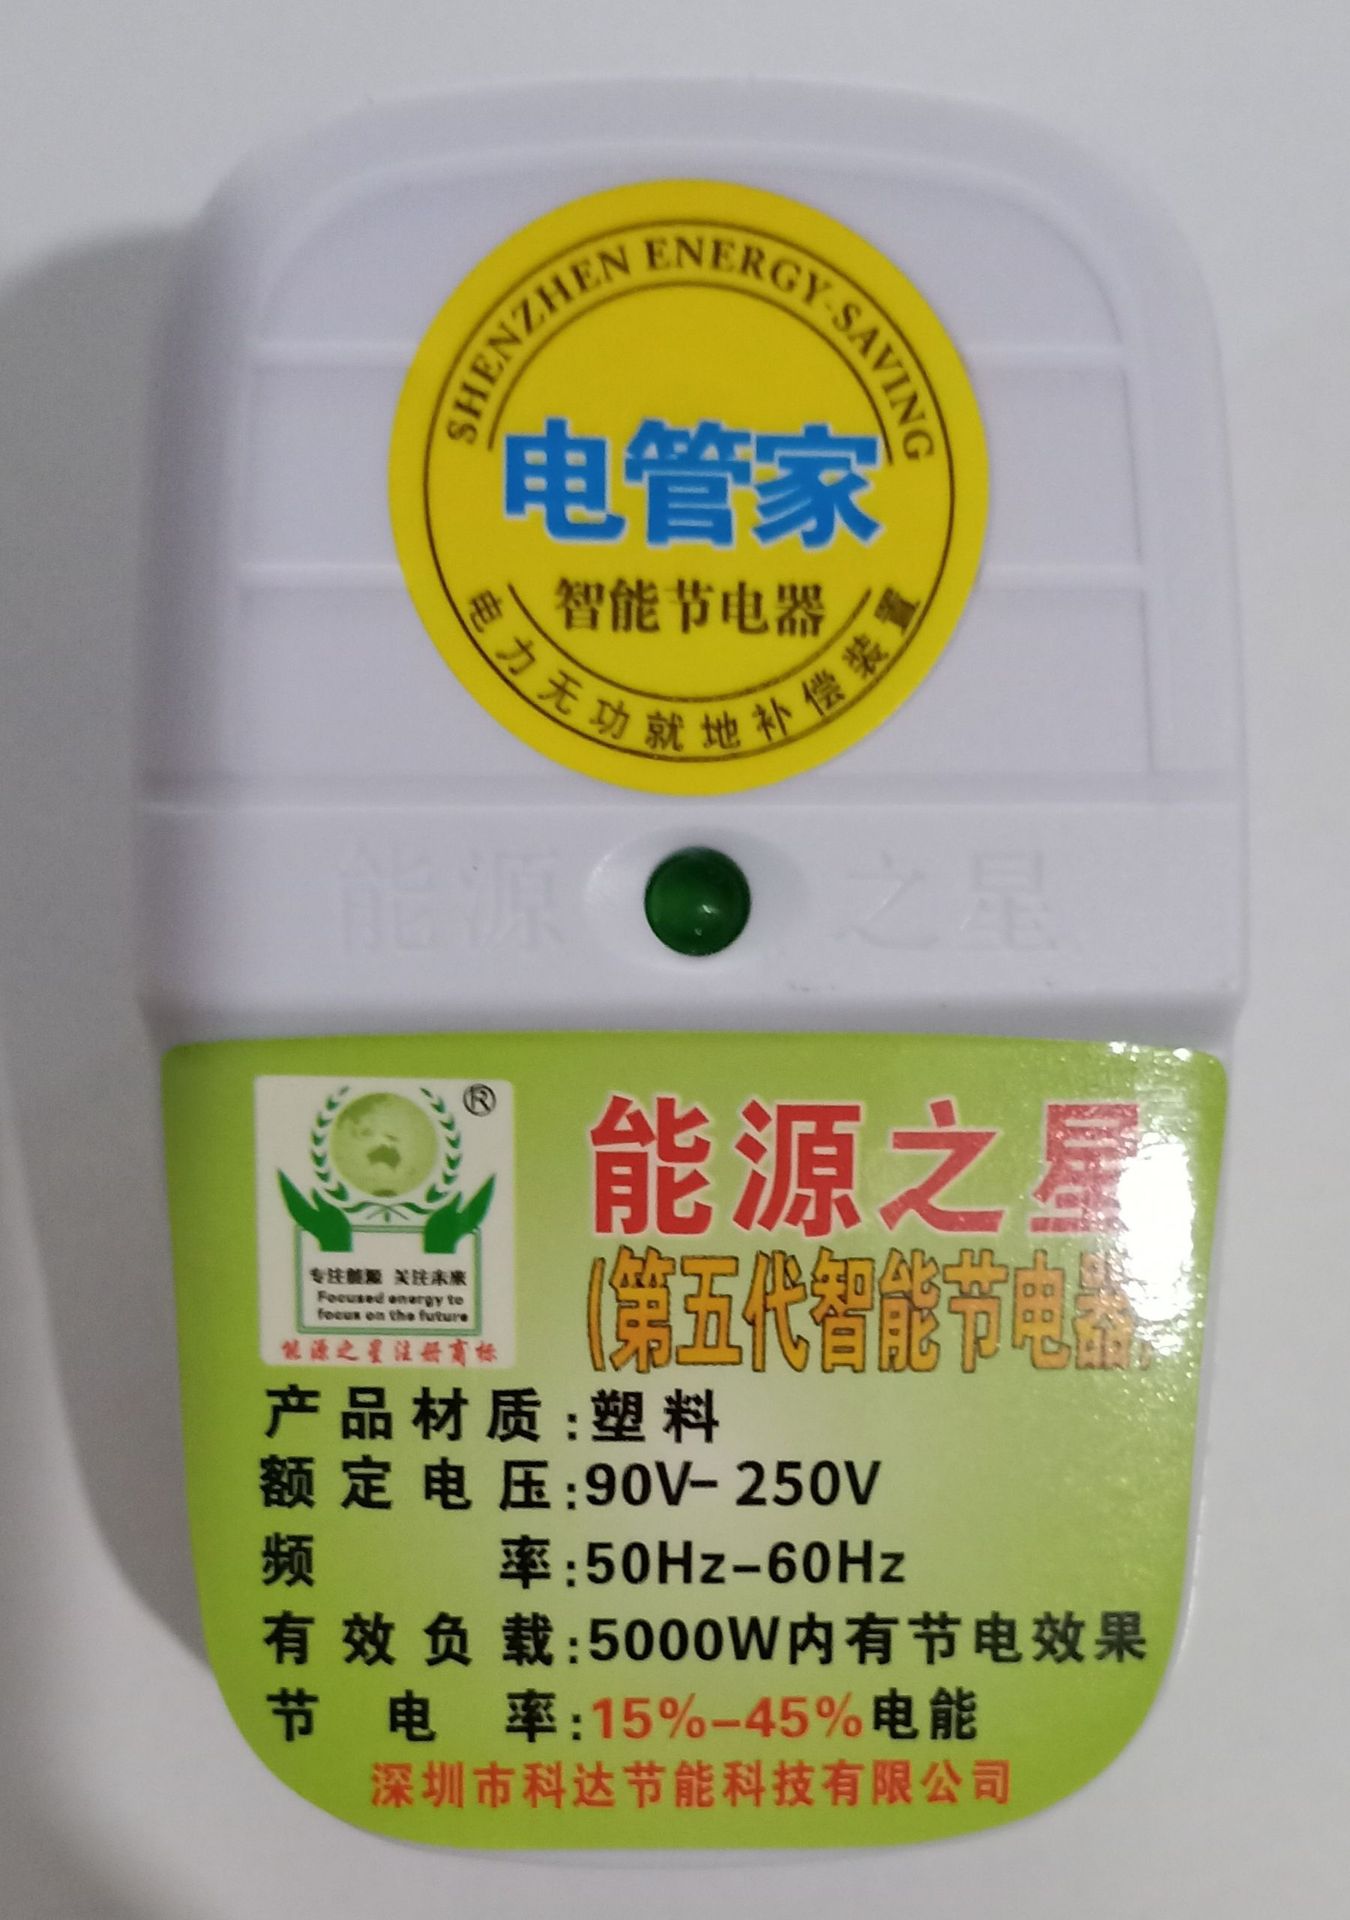 SHENZHEN ENERGY-SAVING
电管家
智能节电器
电力无功就地补偿装置
能源之星
®
能源之星
(第五代智能节电器)
专注能源 关注未来
Focused energy to
focus on the future
能源之星注册商标
产品材质:塑料
额定电压:90V-250V
频率:50Hz-60Hz
有效负载:5000W内有节电效果
节电率:15%-45%电能
深圳市科达节能科技有限公司